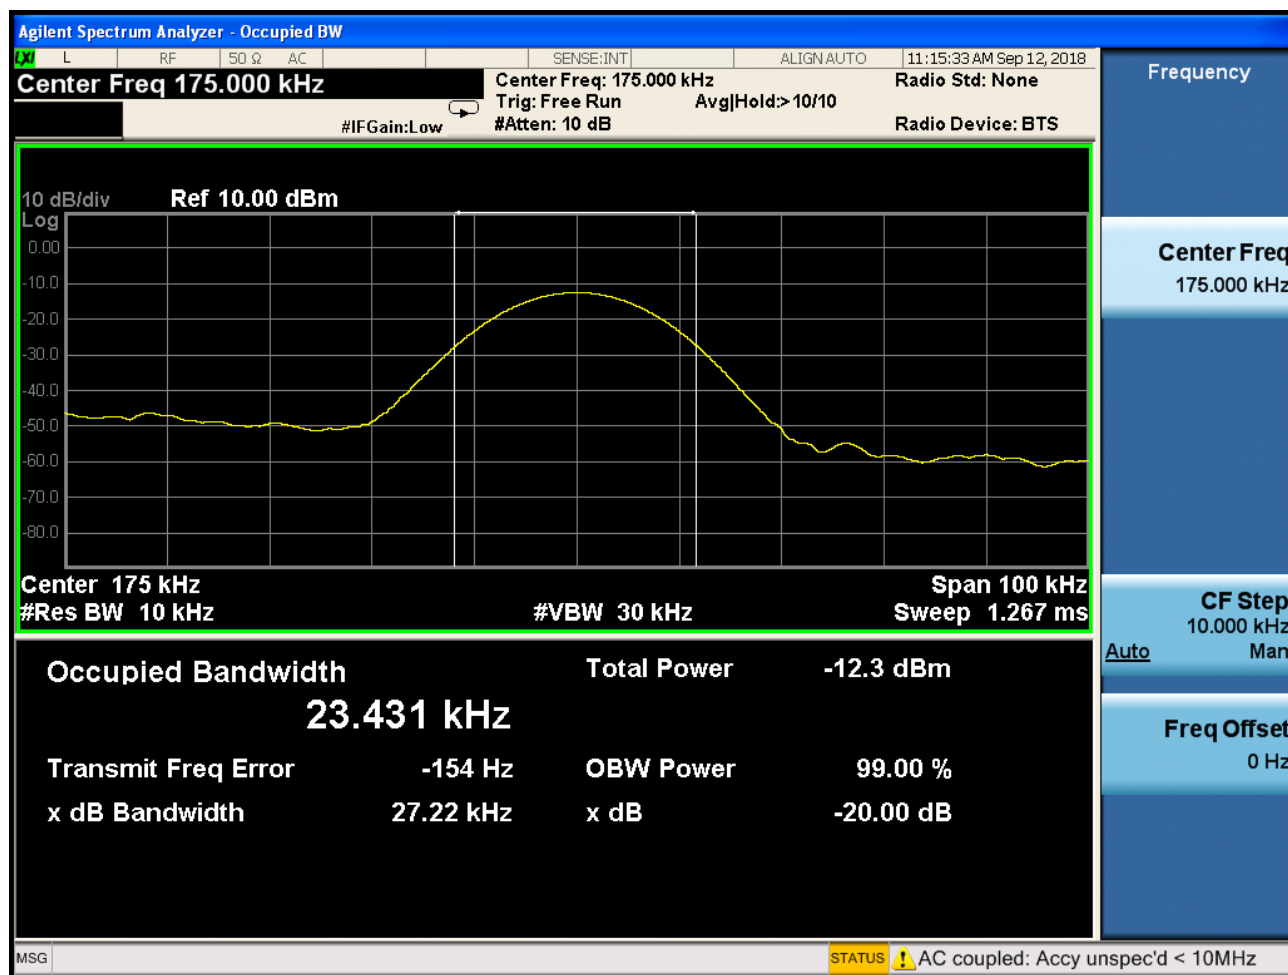 Agilent Spectrum Analyzer - Occupied BW
LXI L RF 50 Ω AC SENSE:INT ALIGN AUTO 11:15:33 AM Sep 12, 2018
Center Freq 175.000 kHz
Center Freq: 175.000 kHz
Radio Std: None
Trig: Free Run
Avg|Hold:>10/10
#IFGain:Low
#Atten: 10 dB
Radio Device: BTS
10 dB/div
Ref 10.00 dBm
Log
0.00
-10.0
-20.0
-30.0
-40.0
-50.0
-60.0
-70.0
-80.0
Center 175 kHz
Span 100 kHz
#Res BW 10 kHz
#VBW 30 kHz
Sweep 1.267 ms
Occupied Bandwidth
Total Power -12.3 dBm
23.431 kHz
Transmit Freq Error -154 Hz
OBW Power 99.00 %
x dB Bandwidth 27.22 kHz
x dB -20.00 dB
Frequency
Center Freq
175.000 kHz
CF Step
10.000 kHz
Auto Man
Freq Offset
0 Hz
MSG
STATUS
AC coupled: Accy unspec'd < 10MHz